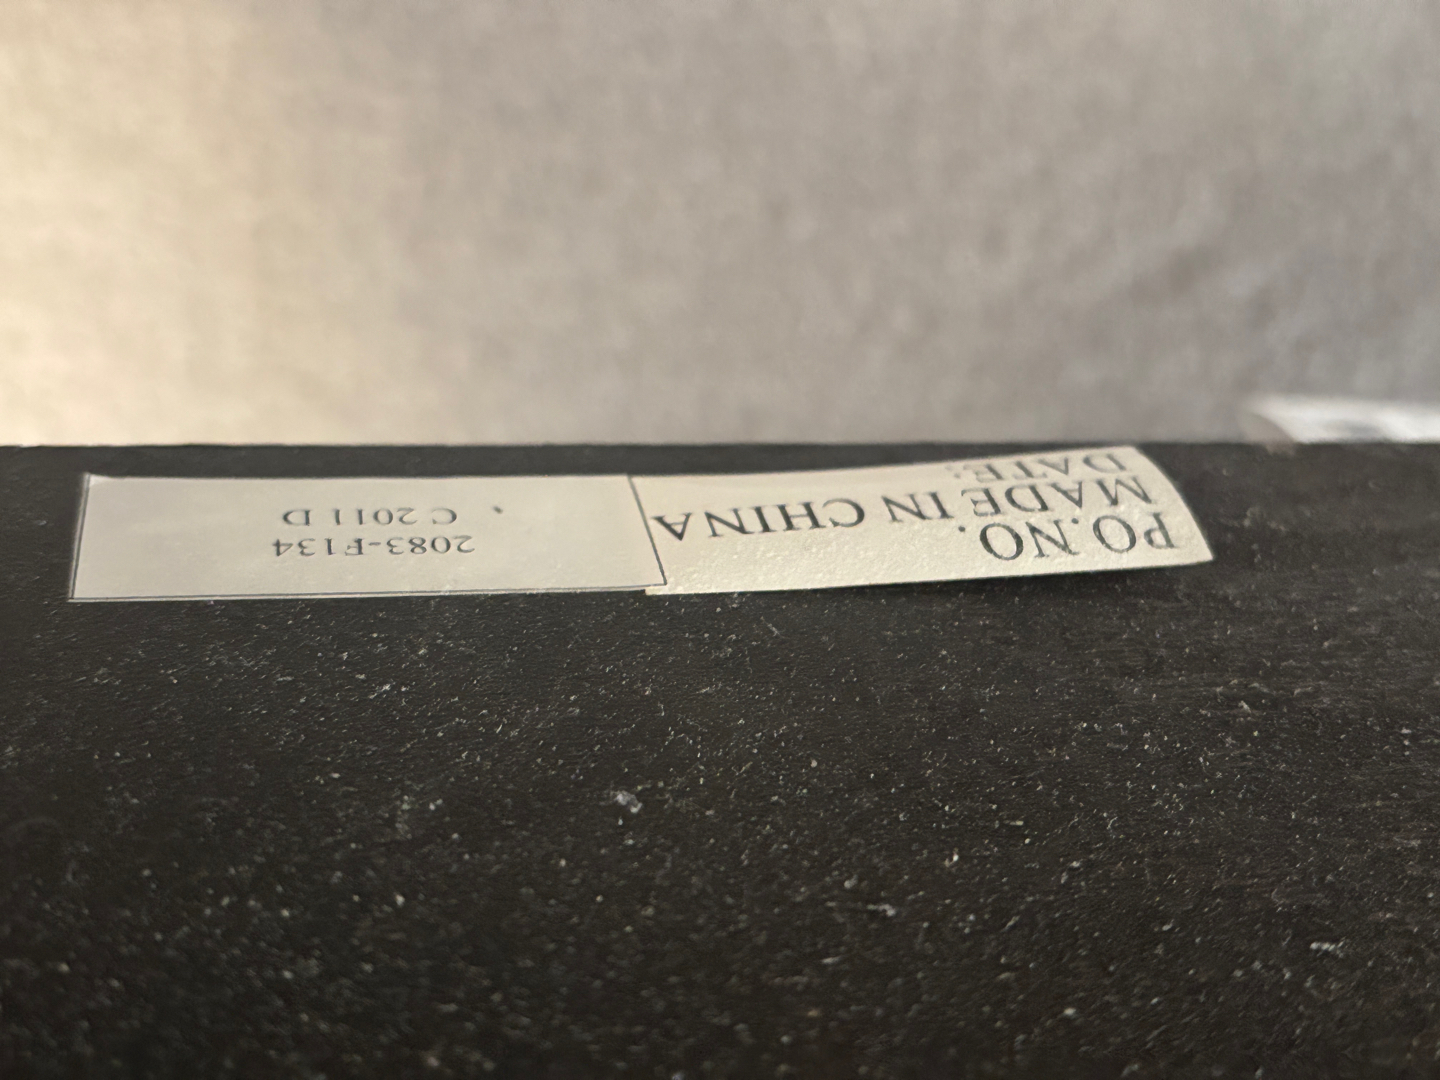 PO.NO.
MADE IN CHINA
DATE:
2083-F134
C 2011 D